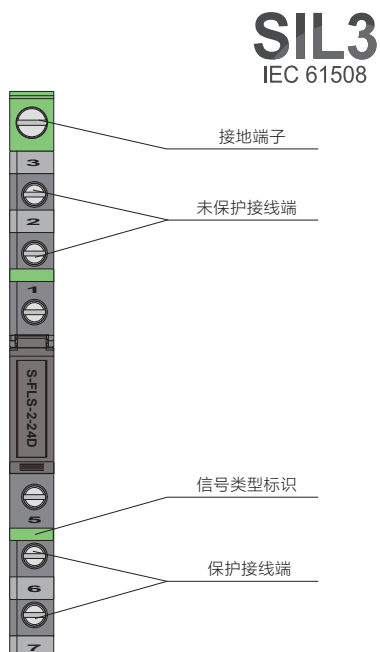 SIL3
IEC 61508
接地端子
3
未保护接线端
2
1
S-FLS-2-24D
信号类型标识
5
保护接线端
6
7